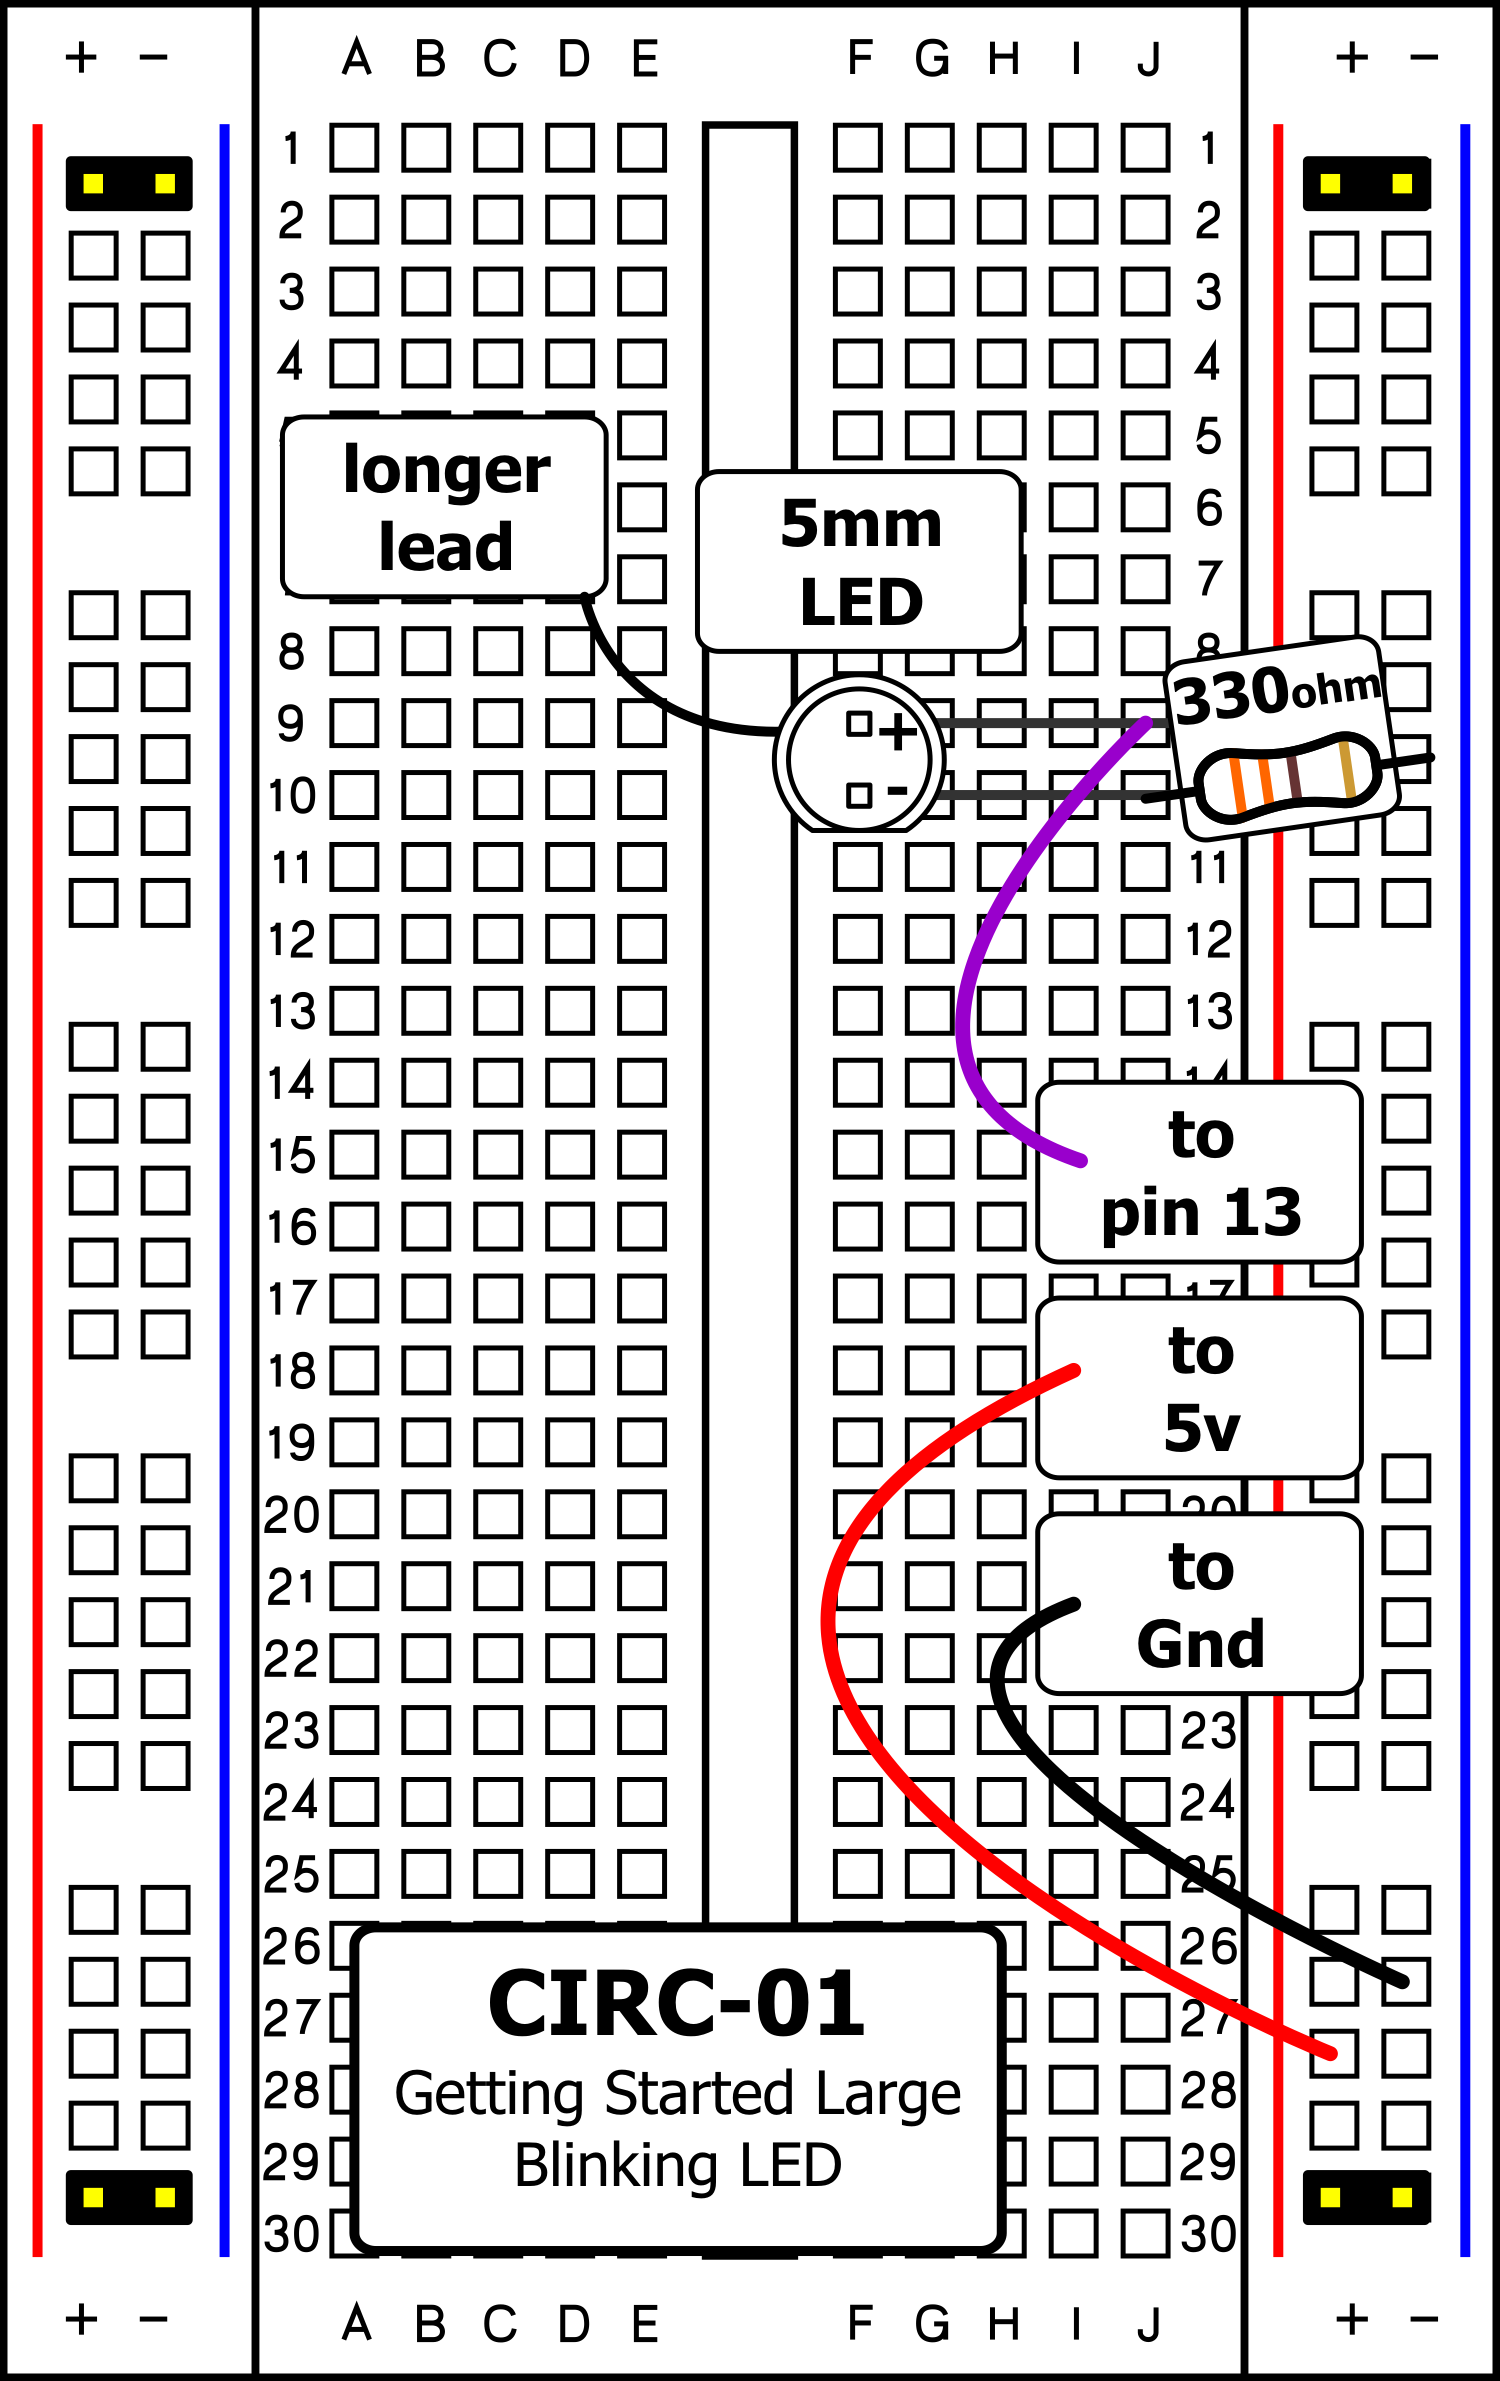 + - A B C D E F G H I J + -
1 1
2 2
3 3
4 4
5
longer
lead
5mm
LED
6
7
8 8
330ohm
9 +
10 -
11 11
12 12
13 13
14 14
to
15
pin 13
16
17 17
to
18
5v
19
20 20
to
21
Gnd
22
23 23
24 24
25 25
26 26
CIRC-01
27 27
Getting Started Large
28 28
Blinking LED
29 29
30 30
+ - A B C D E F G H I J + -